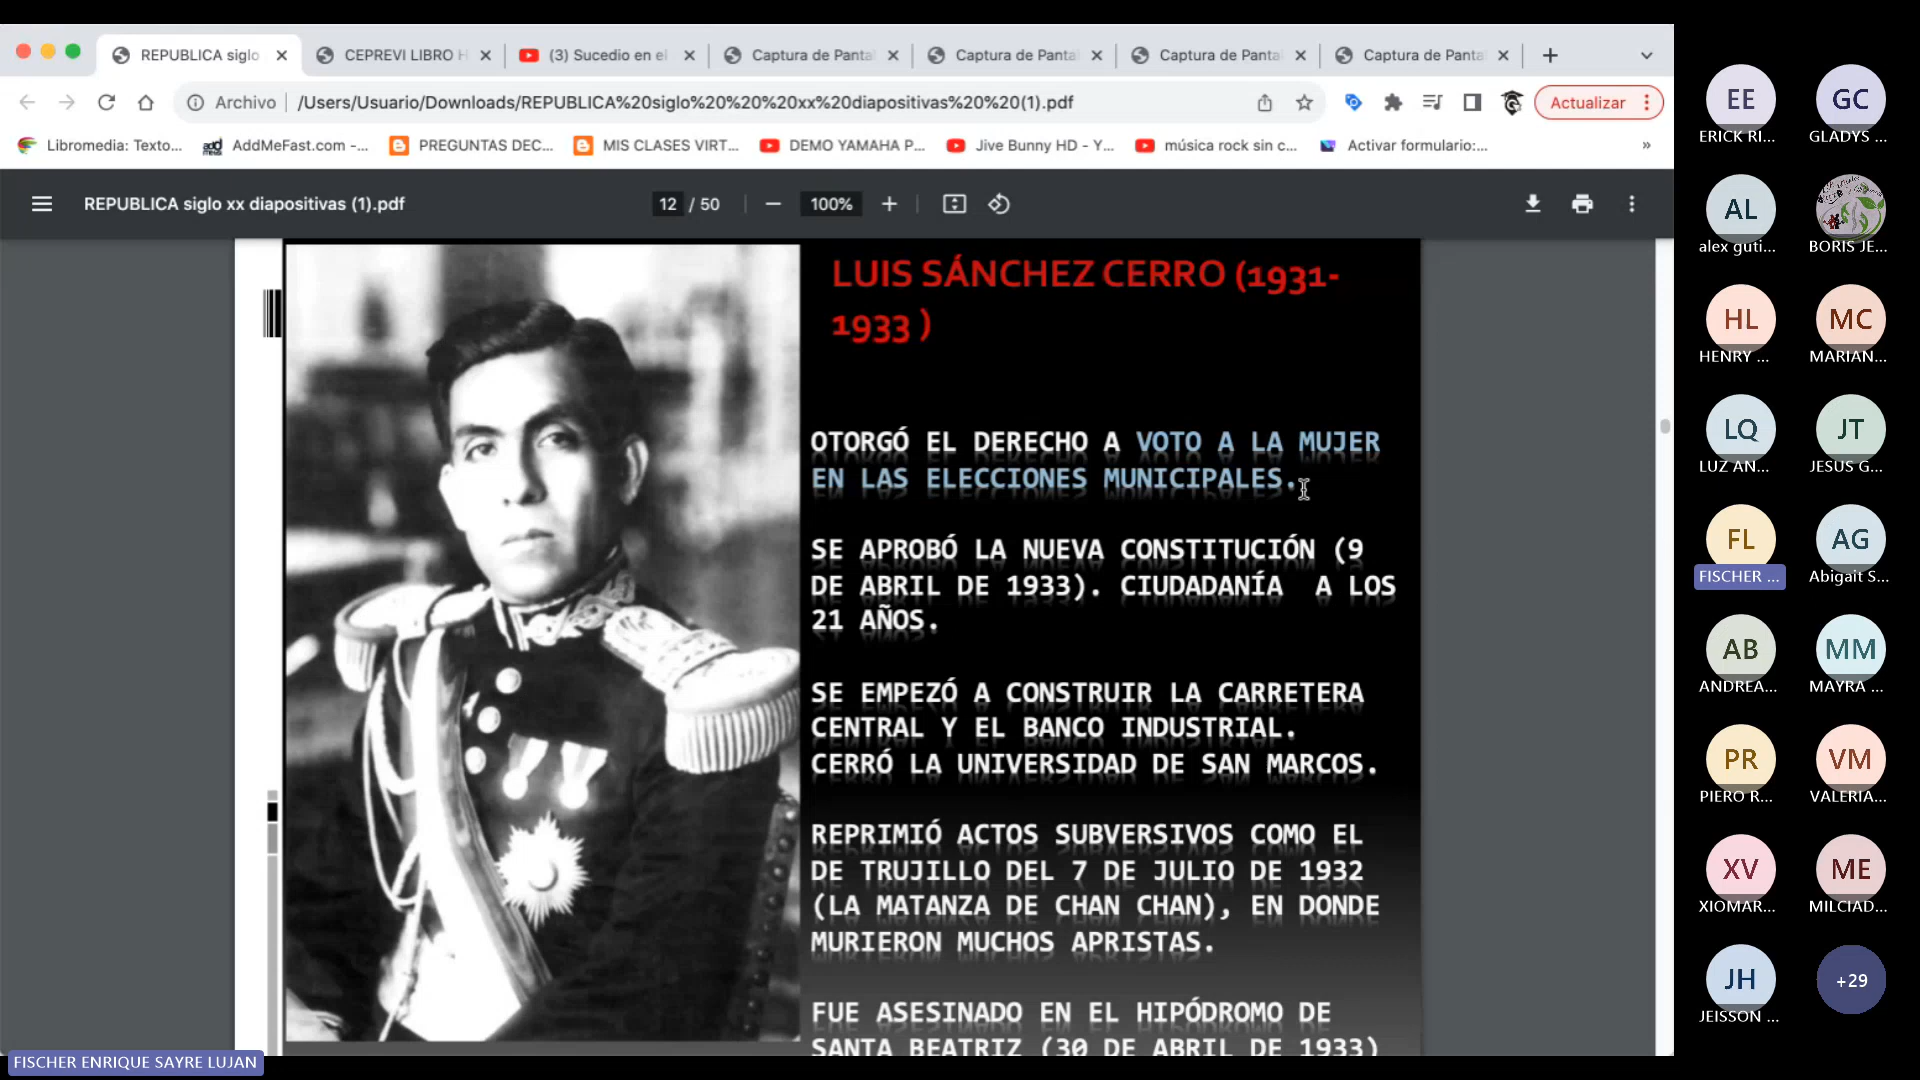 REPUBLICA siglo
CEPREVI LIBRO H
(3) Sucedio en el
Captura de Panta
Captura de Panta
Captura de Panta
Captura de Panta
Archivo
/Users/Usuario/Downloads/REPUBLICA%20siglo%20%20%20xx%20diapositivas%20%20(1).pdf
Actualizar
Libromedia: Texto...
AddMeFast.com -...
PREGUNTAS DEC...
MIS CLASES VIRT...
DEMO YAMAHA P...
Jive Bunny HD - Y...
música rock sin c...
Activar formulario:...
»
REPUBLICA siglo xx diapositivas (1).pdf
12 / 50
100%
LUIS SÁNCHEZ CERRO (1931-
1933 )
OTORGÓ EL DERECHO A VOTO A LA MUJER
EN LAS ELECCIONES MUNICIPALES.
SE APROBÓ LA NUEVA CONSTITUCIÓN (9
DE ABRIL DE 1933). CIUDADANÍA A LOS
21 AÑOS.
SE EMPEZÓ A CONSTRUIR LA CARRETERA
CENTRAL Y EL BANCO INDUSTRIAL.
CERRÓ LA UNIVERSIDAD DE SAN MARCOS.
REPRIMIÓ ACTOS SUBVERSIVOS COMO EL
DE TRUJILLO DEL 7 DE JULIO DE 1932
(LA MATANZA DE CHAN CHAN), EN DONDE
MURIERON MUCHOS APRISTAS.
FUE ASESINADO EN EL HIPÓDROMO DE
SANTA BEATRIZ (30 DE ABRIL DE 1933)
FISCHER ENRIQUE SAYRE LUJAN
EE
ERICK RI...
GC
GLADYS ...
AL
alex guti...
BORIS JE...
HL
HENRY ...
MC
MARIAN...
LQ
LUZ AN...
JT
JESUS G...
FL
FISCHER ...
AG
Abigait S...
AB
ANDREA...
MM
MAYRA ...
PR
PIERO R...
VM
VALERIA...
XV
XIOMAR...
ME
MILCIAD...
JH
JEISSON ...
+29